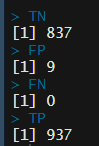 > TN
[1] 837
> FP
[1] 9
> FN
[1] 0
> TP
[1] 937